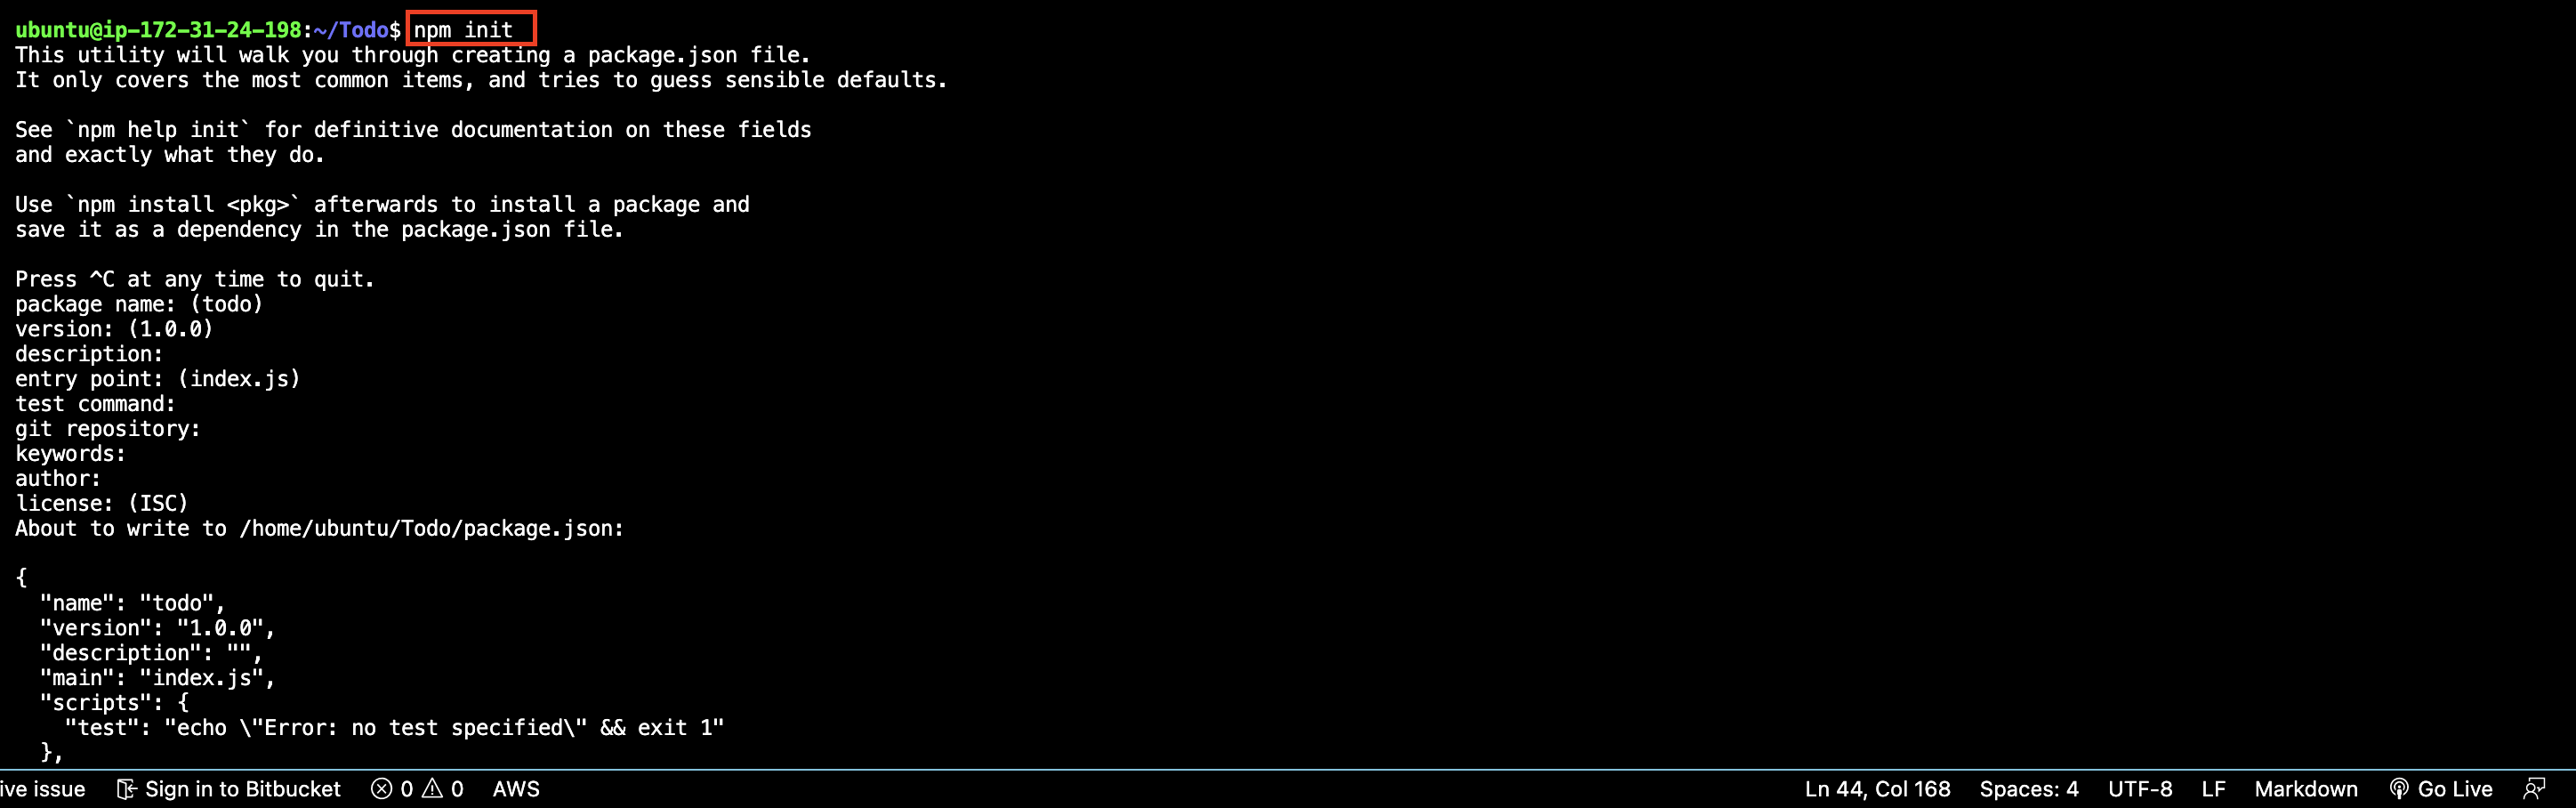 ubuntu@ip-172-31-24-198:~/Todo$ npm init
This utility will walk you through creating a package.json file.
It only covers the most common items, and tries to guess sensible defaults.
See `npm help init` for definitive documentation on these fields
and exactly what they do.
Use `npm install <pkg>` afterwards to install a package and
save it as a dependency in the package.json file.
Press ^C at any time to quit.
package name: (todo)
version: (1.0.0)
description:
entry point: (index.js)
test command:
git repository:
keywords:
author:
license: (ISC)
About to write to /home/ubuntu/Todo/package.json:
{
  "name": "todo",
  "version": "1.0.0",
  "description": "",
  "main": "index.js",
  "scripts": {
    "test": "echo \"Error: no test specified\" && exit 1"
  },
ive issue Sign in to Bitbucket 0 0 AWS Ln 44, Col 168 Spaces: 4 UTF-8 LF Markdown Go Live